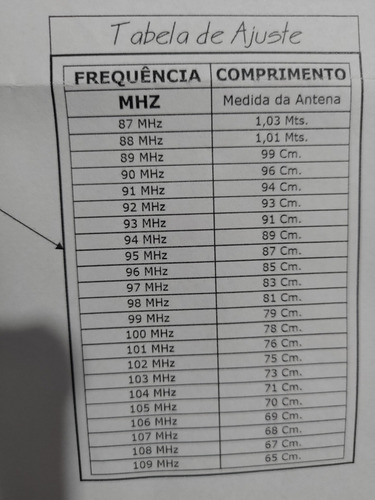 Tabela de Ajuste
FREQUÊNCIA COMPRIMENTO
MHZ Medida da Antena
87 MHz 1,03 Mts.
88 MHz 1,01 Mts.
89 MHz 99 Cm.
90 MHz 96 Cm.
91 MHz 94 Cm.
92 MHz 93 Cm.
93 MHz 91 Cm.
94 MHz 89 Cm.
95 MHz 87 Cm.
96 MHz 85 Cm.
97 MHz 83 Cm.
98 MHz 81 Cm.
99 MHz 79 Cm.
100 MHz 78 Cm.
101 MHz 76 Cm.
102 MHz 75 Cm.
103 MHz 73 Cm.
104 MHz 71 Cm.
105 MHz 70 Cm.
106 MHz 69 Cm.
107 MHz 68 Cm.
108 MHz 67 Cm.
109 MHz 65 Cm.